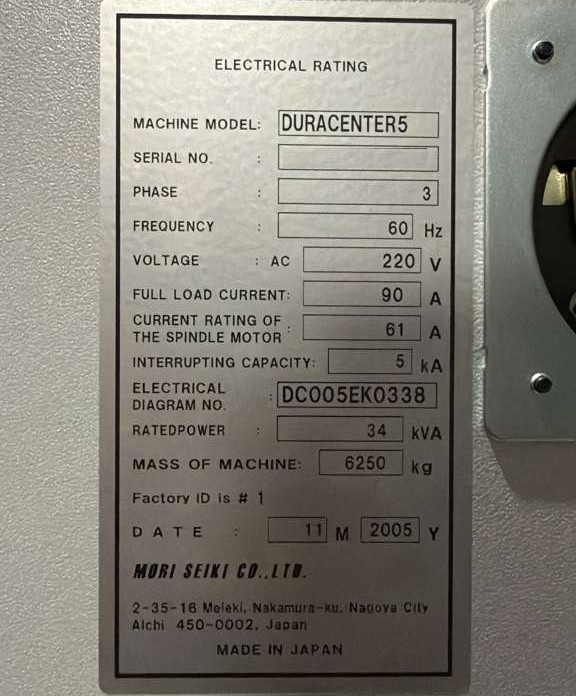 ELECTRICAL RATING
MACHINE MODEL: DURACENTER5
SERIAL NO. :
PHASE : 3
FREQUENCY : 60 Hz
VOLTAGE : AC 220 V
FULL LOAD CURRENT: 90 A
CURRENT RATING OF
THE SPINDLE MOTOR : 61 A
INTERRUPTING CAPACITY: 5 kA
ELECTRICAL
DIAGRAM NO. : DC005EK0338
RATEDPOWER : 34 kVA
MASS OF MACHINE: 6250 kg
Factory ID is # 1
DATE : 11 M 2005 Y
MORI SEIKI CO.,LTD.
2-35-16 Meieki, Nakamura-ku, Nagoya City
Aichi 450-0002, Japan
MADE IN JAPAN